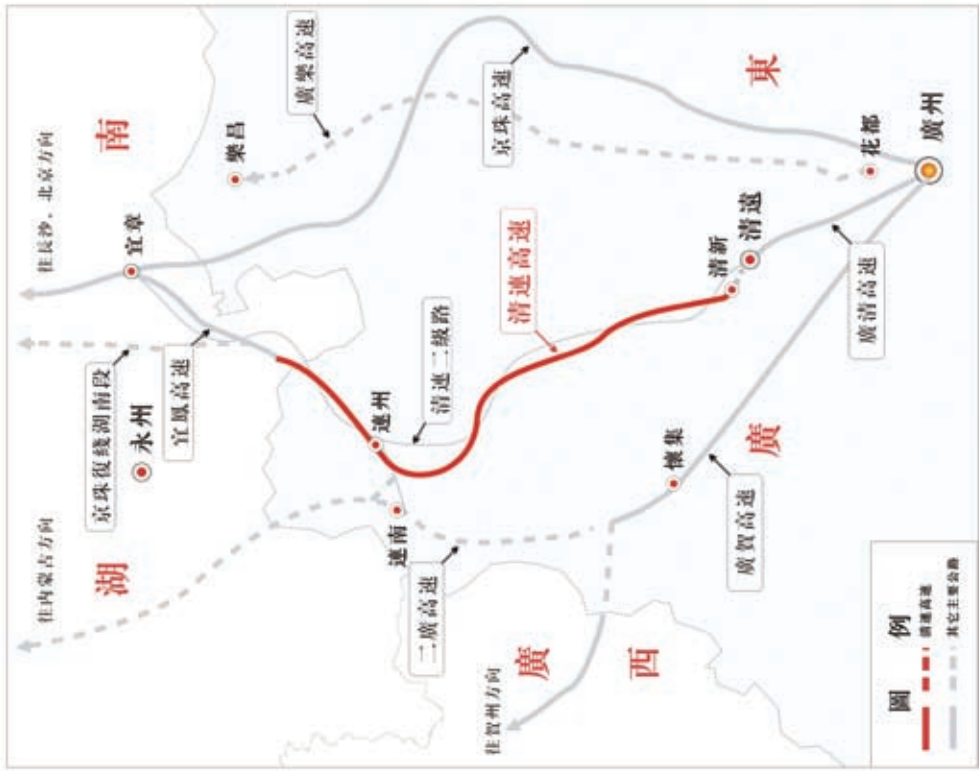 往長沙、北京方向
南
宜章
樂昌
廣樂高速
京珠高速
東
花都
廣州
京珠復綫湖南段
永州
宜鳳高速
連州
清連二級路
清連高速
清新
清遠
廣清高速
往内蒙古方向
湖
連南
二廣高速
懷集
廣賀高速
廣
廣
西
往賀州方向
圖 例
清連高速
其它主要公路